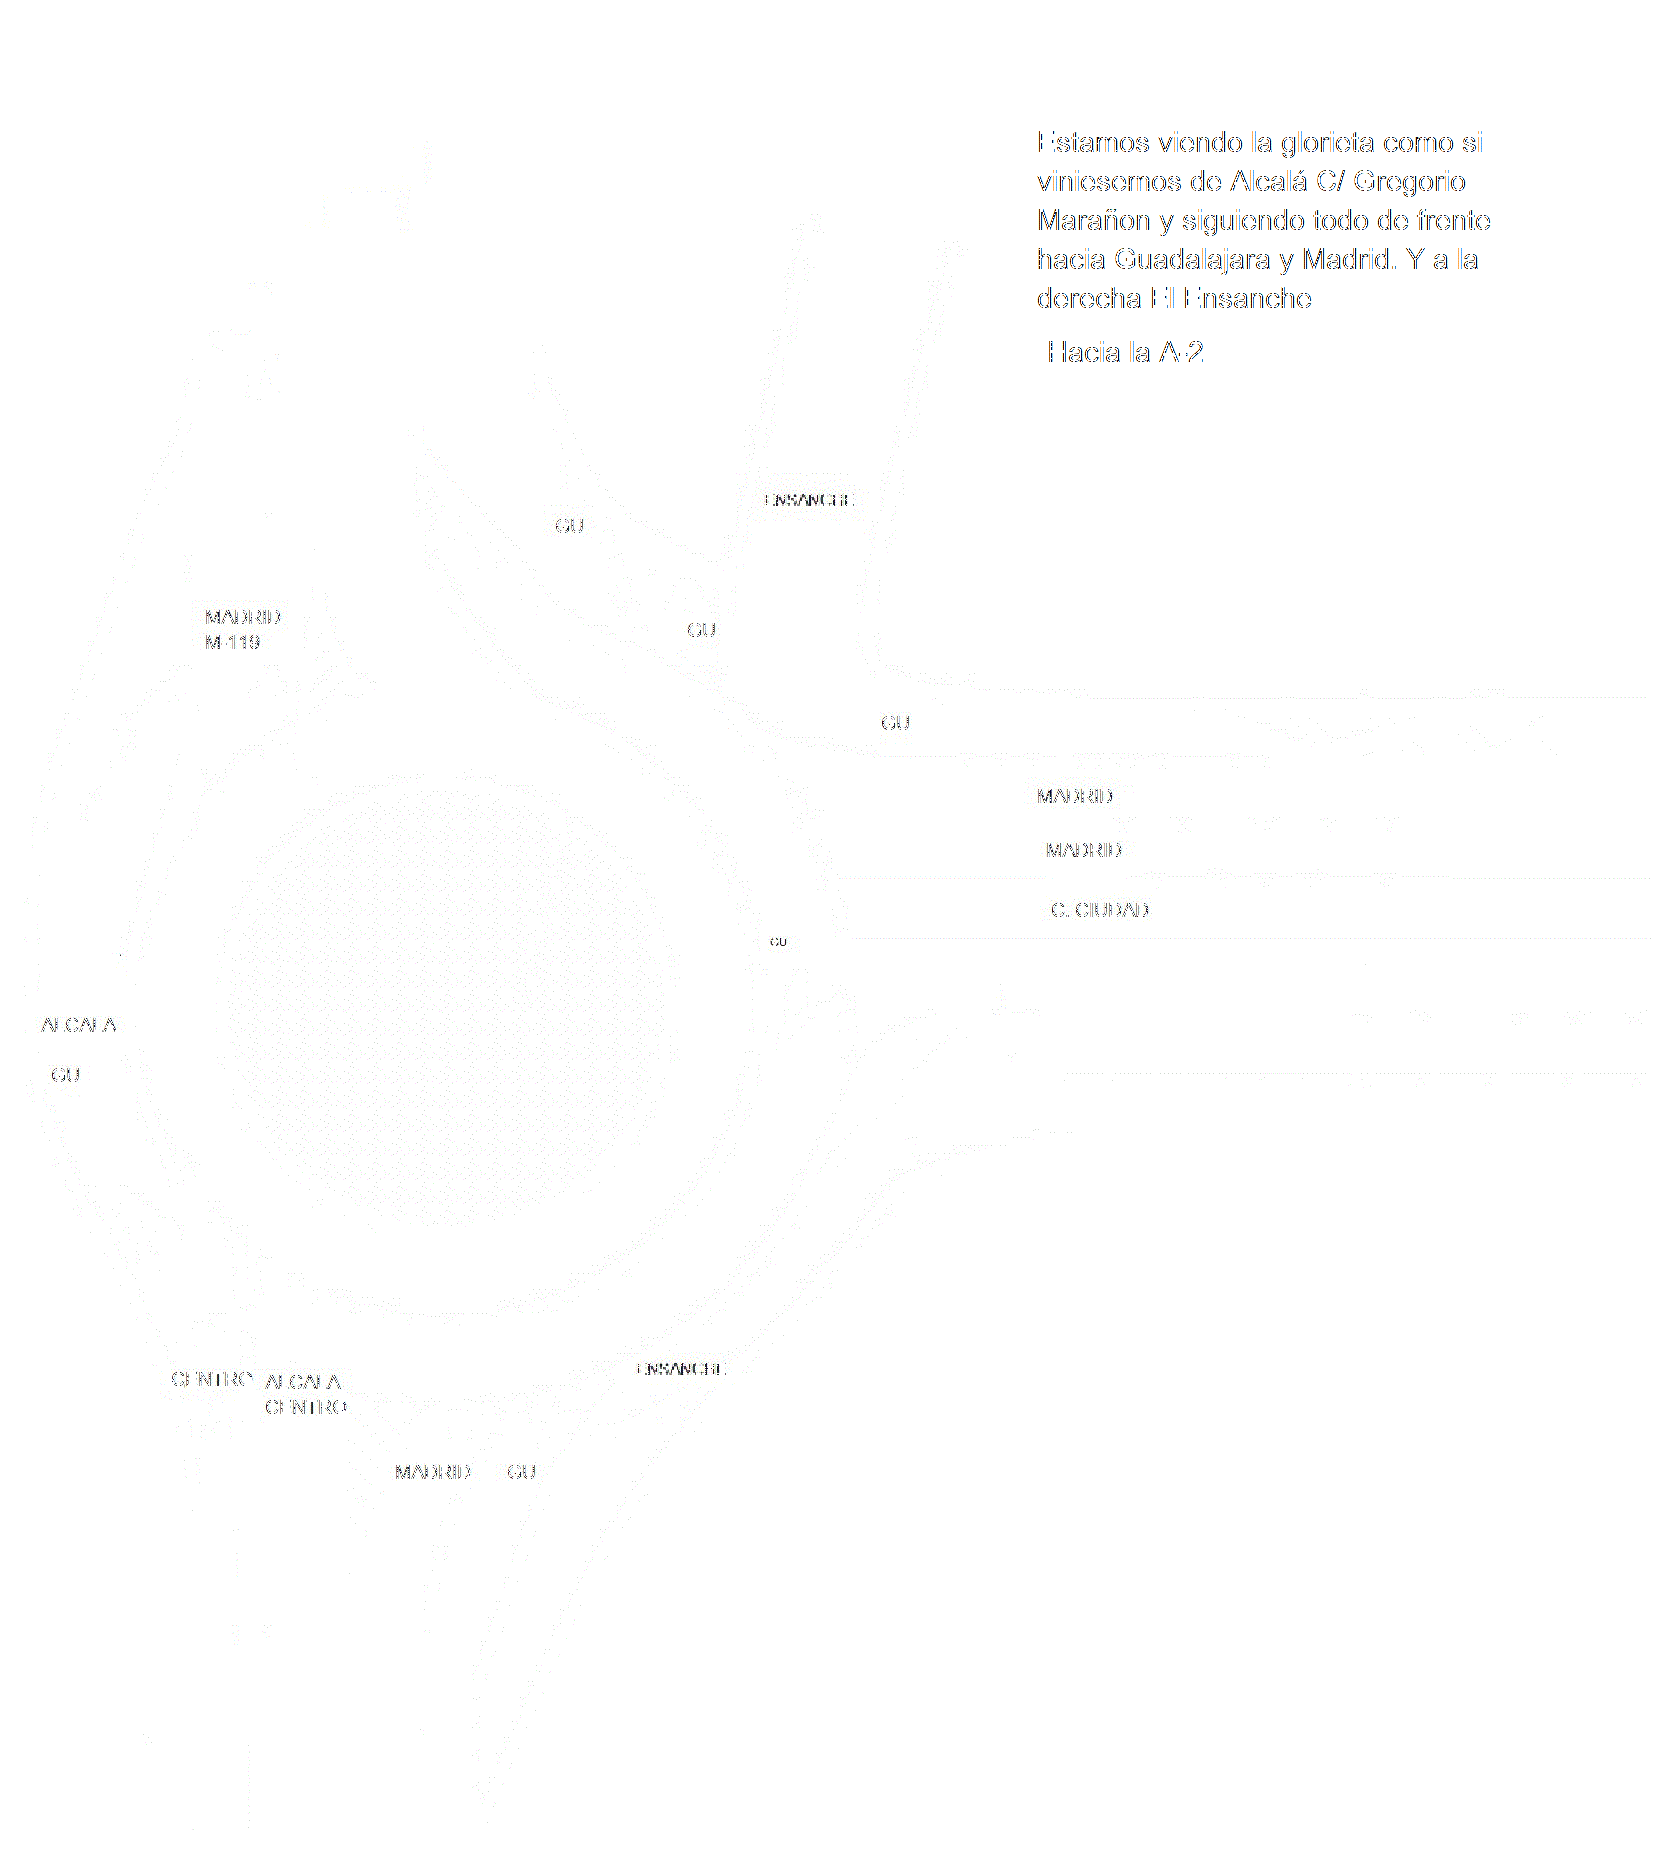 Estamos viendo la glorieta como si
viniesemos de Alcalá C/ Gregorio
Marañon y siguiendo todo de frente
hacia Guadalajara y Madrid. Y a la
derecha El Ensanche
Hacia la A-2
ENSANCHE
GU
MADRID
M-119
GU
GU
MADRID
MADRID
C. CIUDAD
GU
ALCALA
GU
ENSANCHE
CENTRO
ALCALA
CENTRO
MADRID
GU